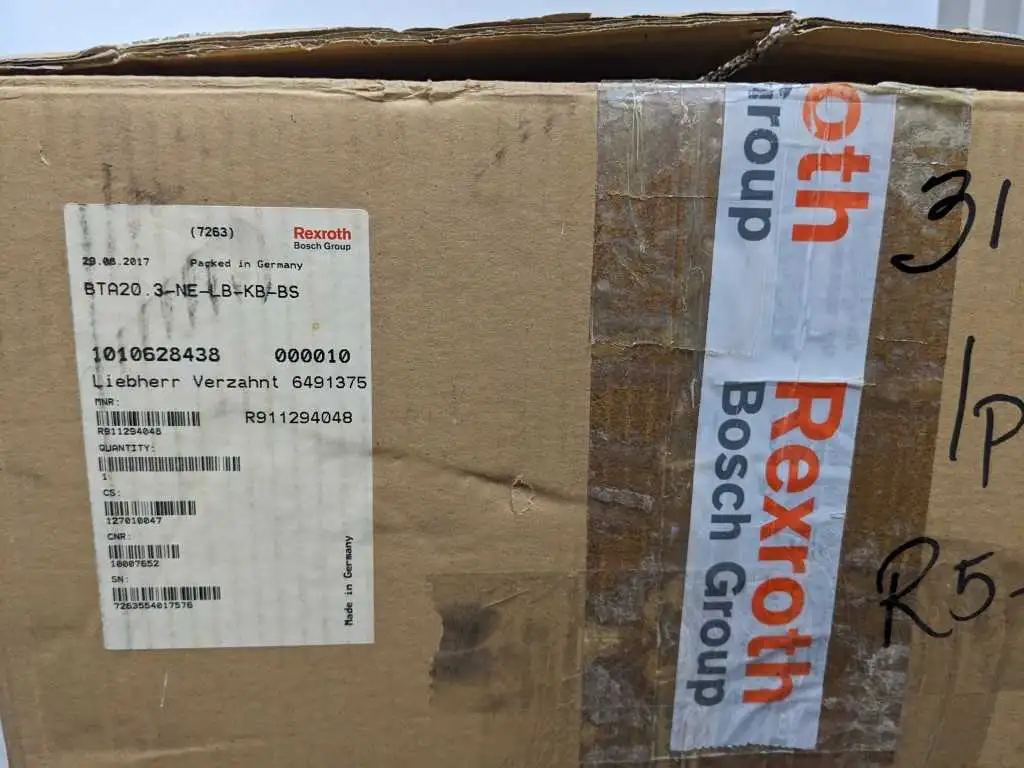 (7263)
Rexroth
Bosch Group
29.06.2017 Packed in Germany
BTA20.3-NE-LB-KB-BS
1010628438 000010
Liebherr Verzahnt 6491375
MNR:
R911294048
R911294048
QUANTITY:
1
CS:
127010047
CNR:
10007652
SN:
7263554017576
Made in Germany
oth
Group
Rexroth
Bosch Group
31
1P
R5-